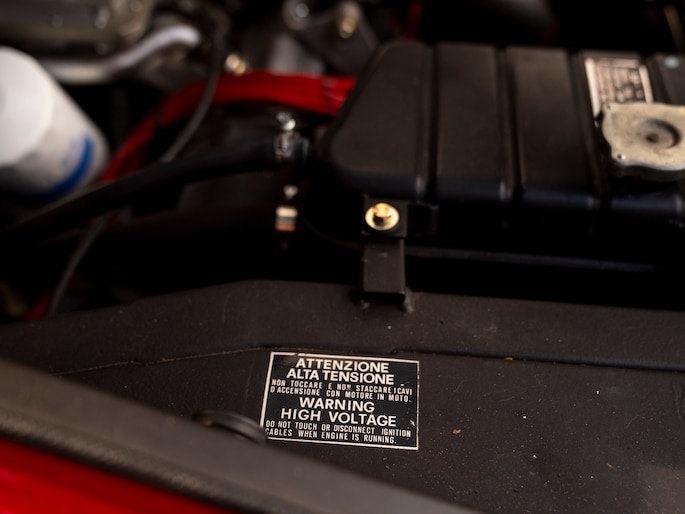 ATTENZIONE
ALTA TENSIONE
NON TOCCARE E NON STACCARE I CAVI
D'ACCENSIONE CON MOTORE IN MOTO.
WARNING
HIGH VOLTAGE
DO NOT TOUCH OR DISCONNECT IGNITION
CABLES WHEN ENGINE IS RUNNING.